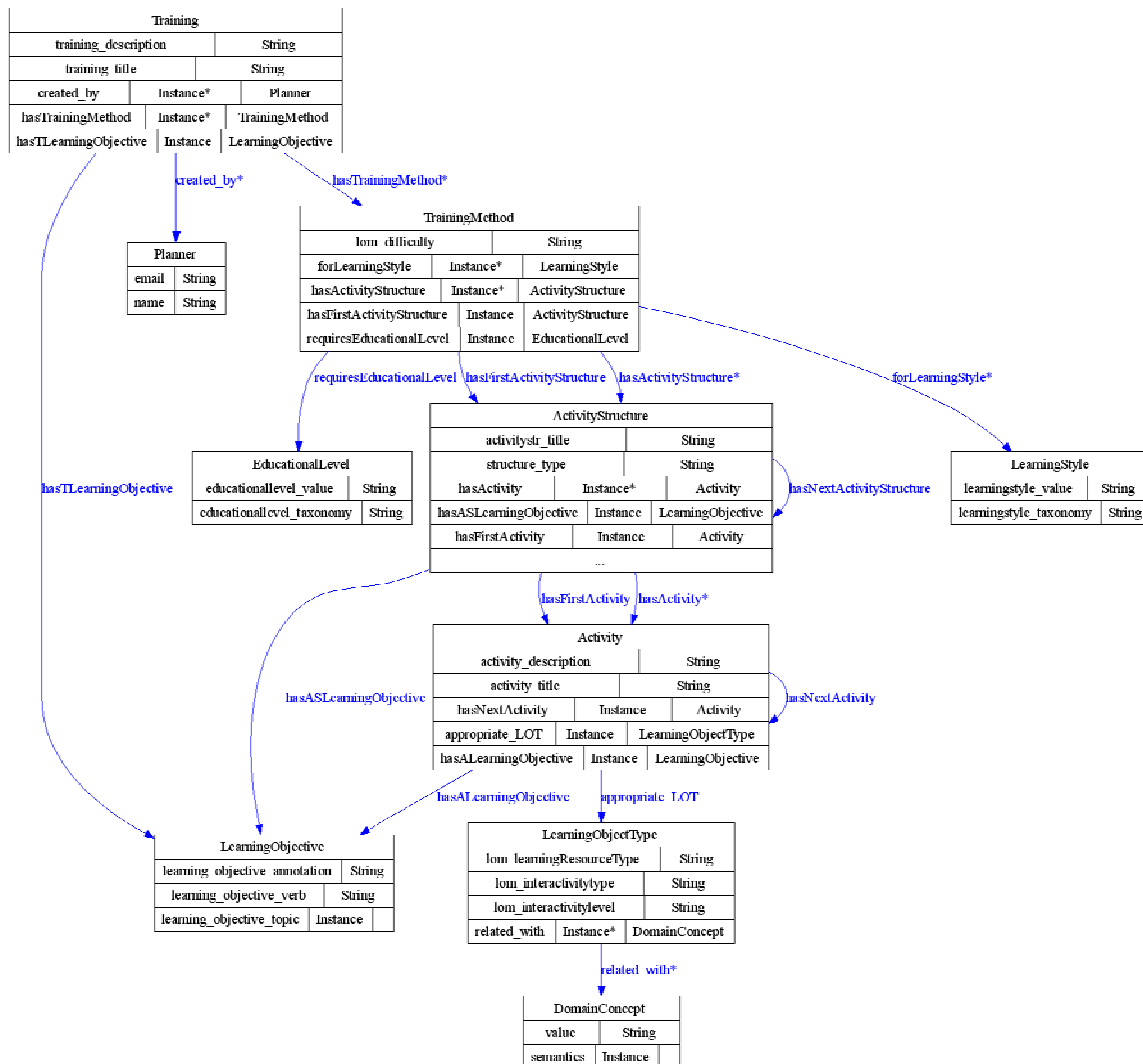 Training
training_description String
training_title String
created_by Instance* Planner
hasTrainingMethod Instance* TrainingMethod
hasTLearningObjective Instance LearningObjective
created_by*
hasTrainingMethod*
TrainingMethod
lom_difficulty String
forLearningStyle Instance* LearningStyle
hasActivityStructure Instance* ActivityStructure
hasFirstActivityStructure Instance ActivityStructure
requiresEducationalLevel Instance EducationalLevel
Planner
email String
name String
requiresEducationalLevel
hasFirstActivityStructure
hasActivityStructure*
forLearningStyle*
ActivityStructure
activitystr_title String
structure_type String
hasActivity Instance* Activity
hasASLearningObjective Instance LearningObjective
hasFirstActivity Instance Activity
...
EducationalLevel
educationallevel_value String
educationallevel_taxonomy String
hasTLearningObjective
hasNextActivityStructure
LearningStyle
learningstyle_value String
learningstyle_taxonomy String
hasFirstActivity
hasActivity*
Activity
activity_description String
activity_title String
hasNextActivity Instance Activity
appropriate_LOT Instance LearningObjectType
hasALearningObjective Instance LearningObjective
hasASLearningObjective
hasNextActivity
hasALearningObjective
appropriate_LOT
LearningObjective
learning_objective_annotation String
learning_objective_verb String
learning_objective_topic Instance
LearningObjectType
lom_learningResourceType String
lom_interactivitytype String
lom_interactivitylevel String
related_with Instance* DomainConcept
related_with*
DomainConcept
value String
semantics Instance